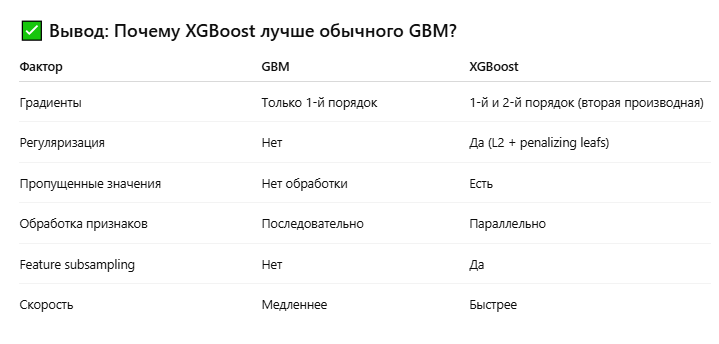 ✅ Вывод: Почему XGBoost лучше обычного GBM?
Фактор GBM XGBoost
Градиенты Только 1-й порядок 1-й и 2-й порядок (вторая производная)
Регуляризация Нет Да (L2 + penalizing leafs)
Пропущенные значения Нет обработки Есть
Обработка признаков Последовательно Параллельно
Feature subsampling Нет Да
Скорость Медленнее Быстрее